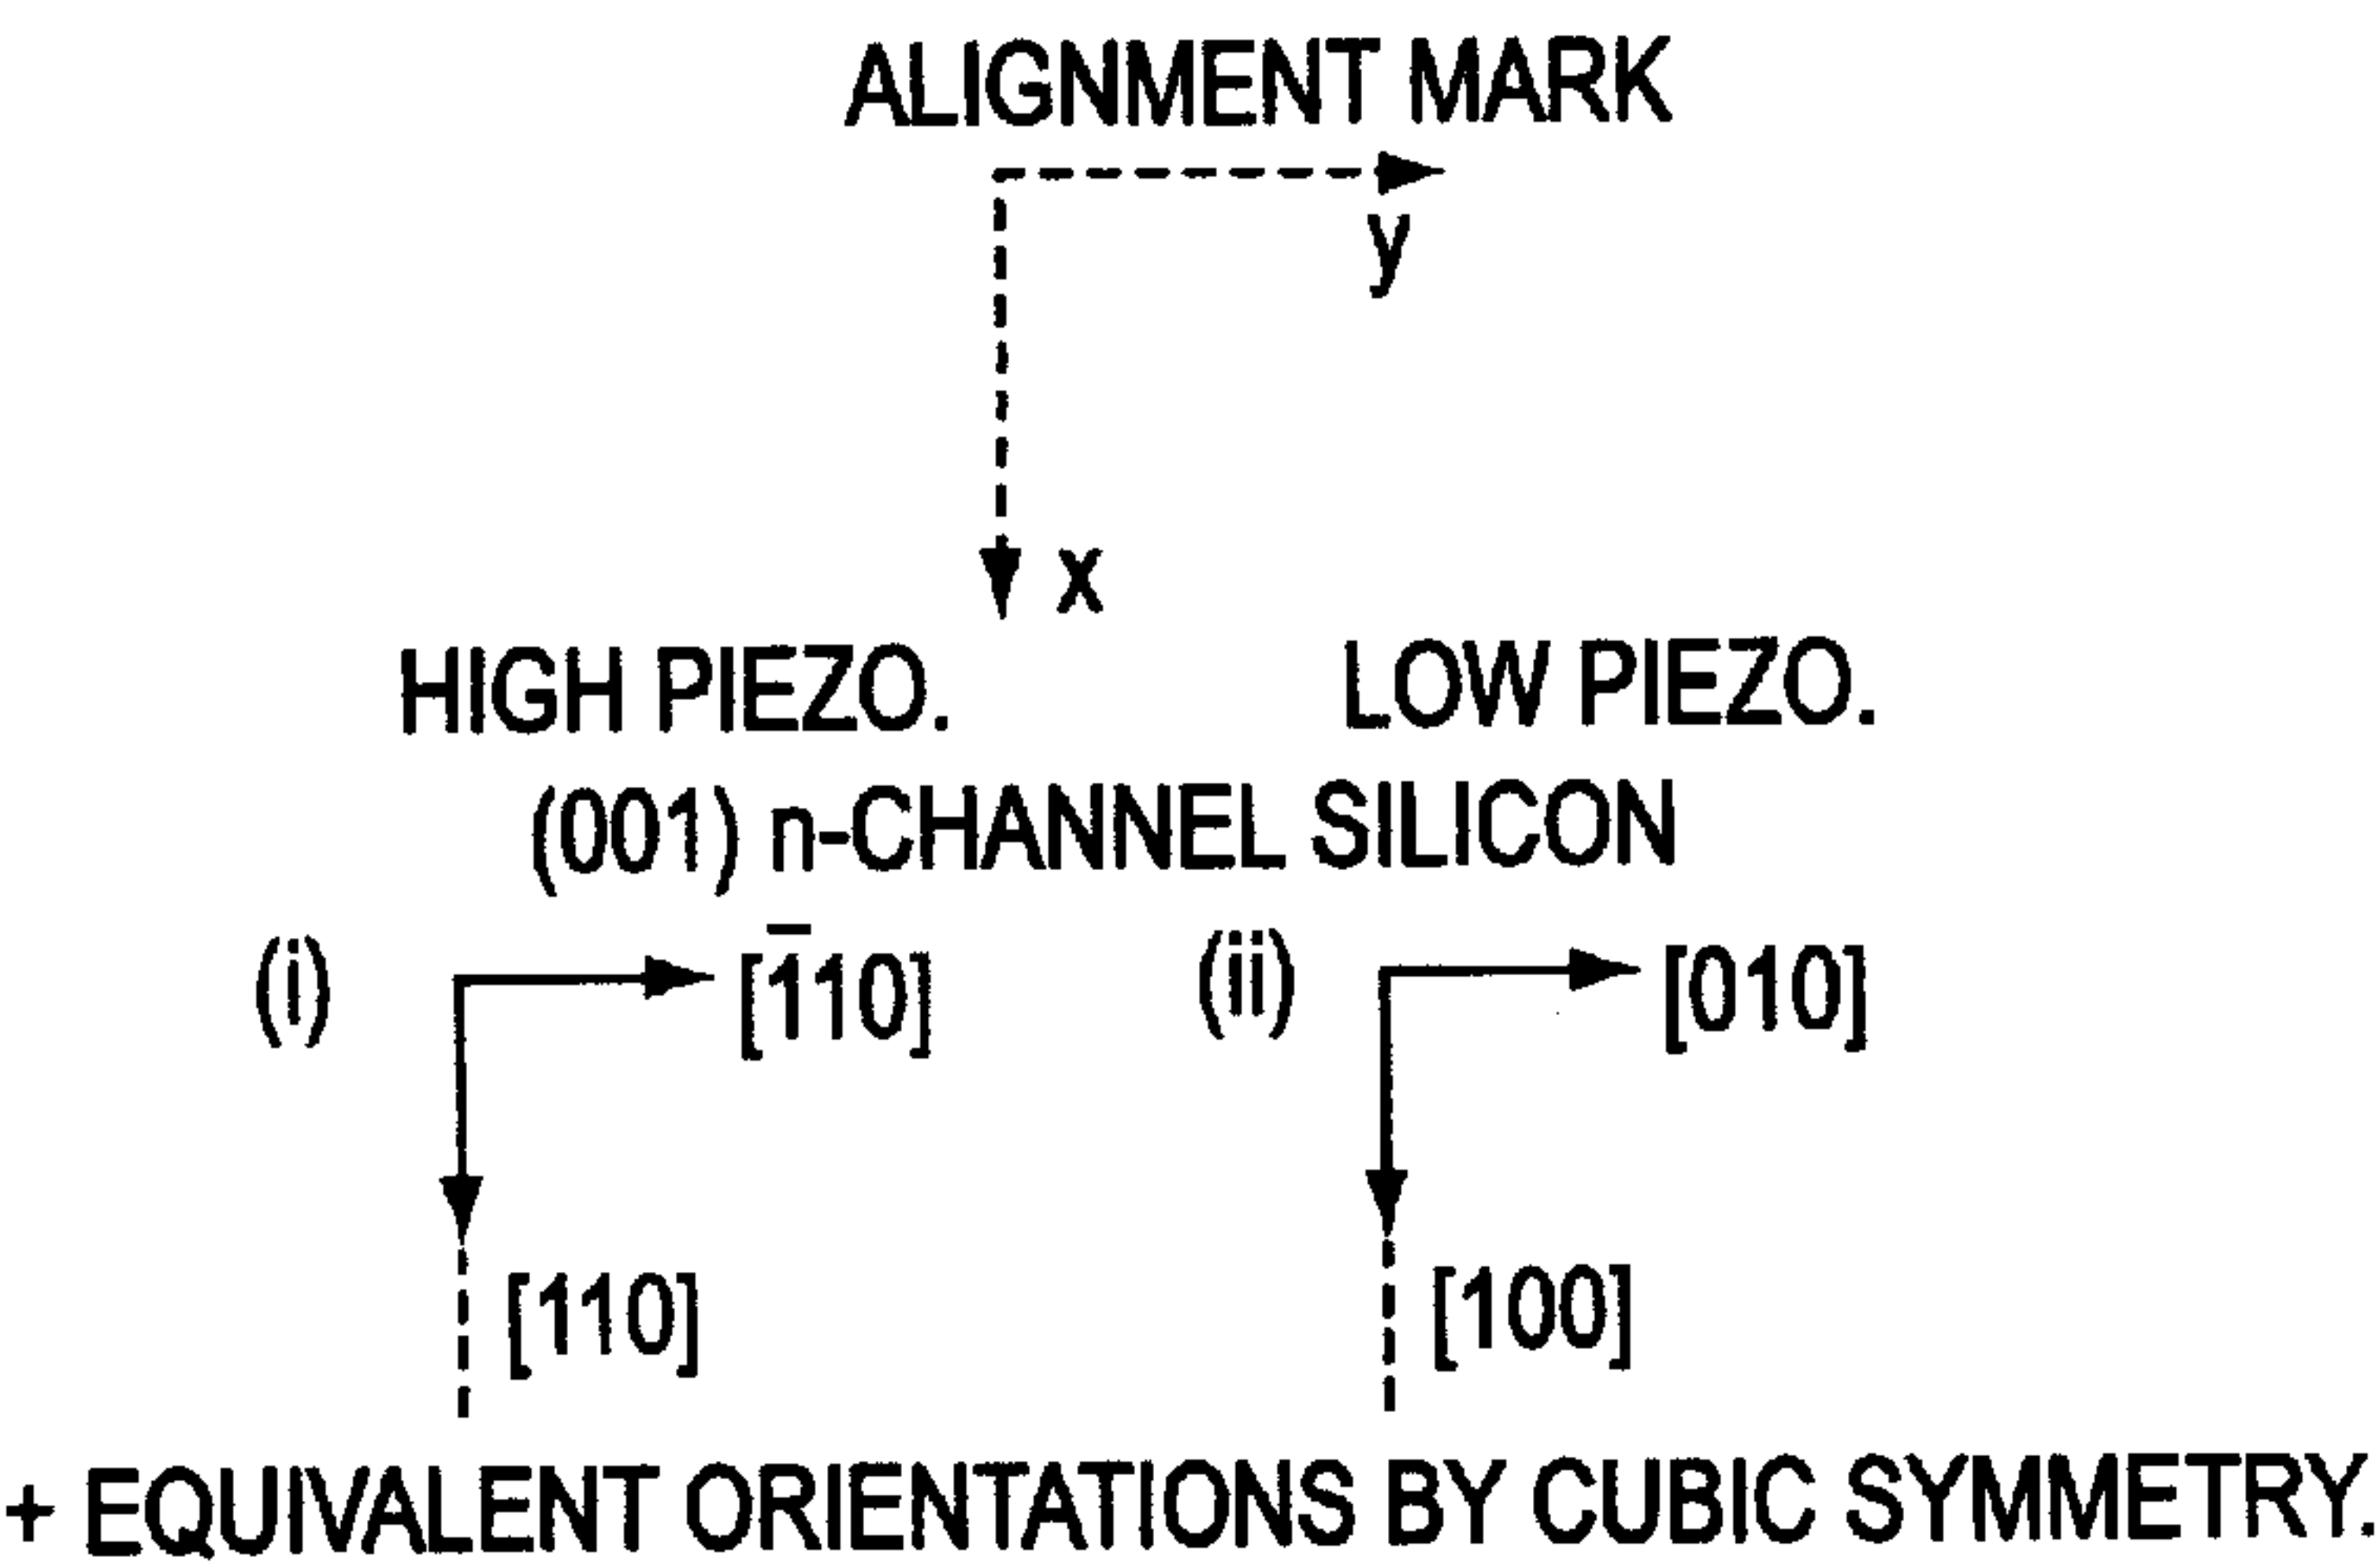 ALIGNMENT MARK
y
x
HIGH PIEZO. LOW PIEZO.
(001) n-CHANNEL SILICON
(i) [1̅10] (ii) [010]
[110] [100]
+ EQUIVALENT ORIENTATIONS BY CUBIC SYMMETRY.